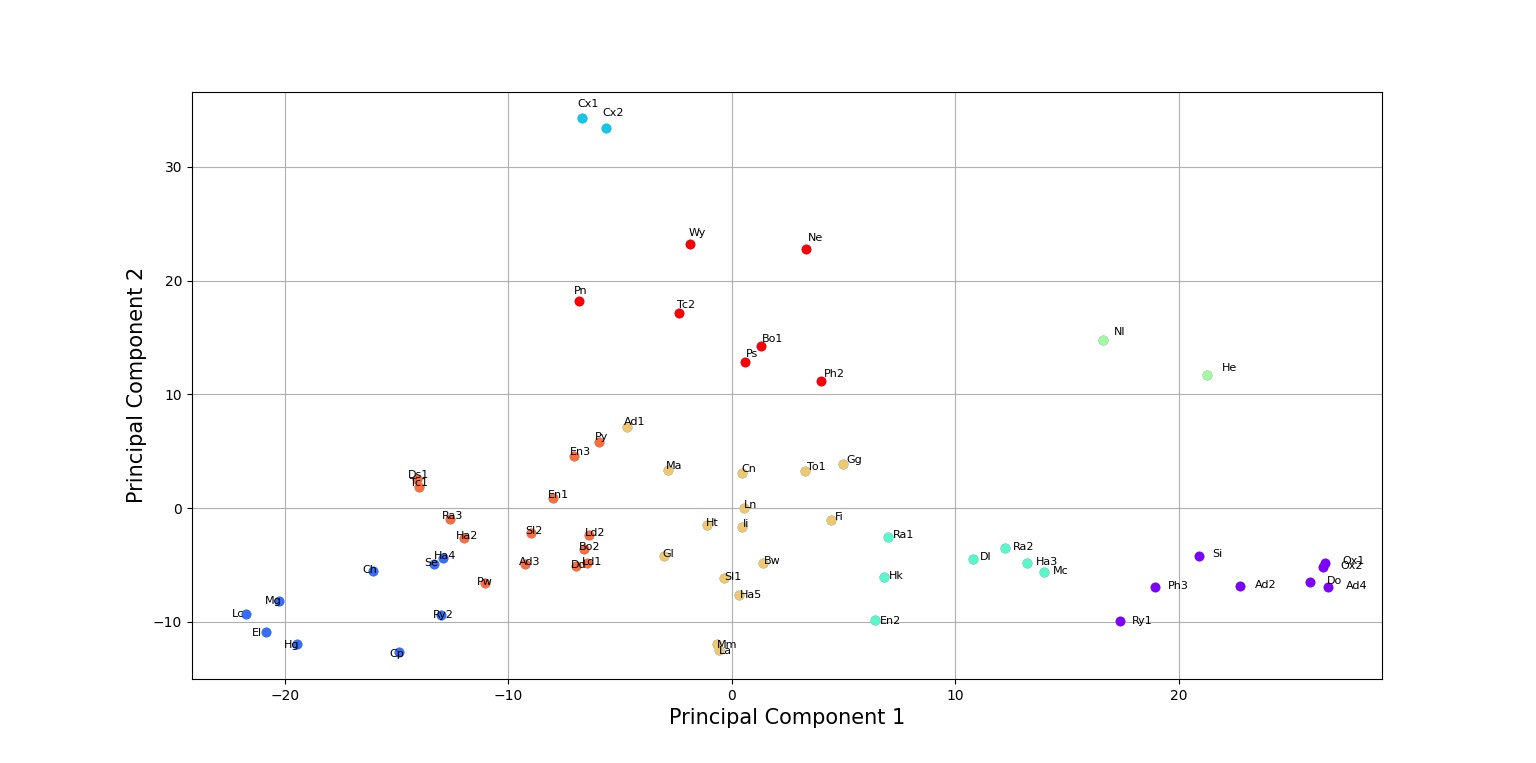 Cx1
Cx2
30
Wy
Ne
20
Pn
Tc2
Nl
Bo1
Ps
He
Ph2
10
Ad1
Py
En3
Ma
Cn
To1
Gg
Ds1
Tc1
En1
0
Ln
Ra3
Ht
Ii
Fi
Ha2
Sl2
Ld2
Ra1
Bo2
Ra2
Ha4
Se
Gl
Dl
Si
Ch
Ad3
Dd
Ld1
Bw
Ha3
Mc
Ox1
Ox2
Pw
Sl1
Hk
Ph3
Ad2
Do
Ad4
Mg
Ha5
Lc
Ry2
−10
En2
Ry1
El
Hg
Mm
La
Cp
−20
−10
0
10
20
Principal Component 1
Principal Component 2